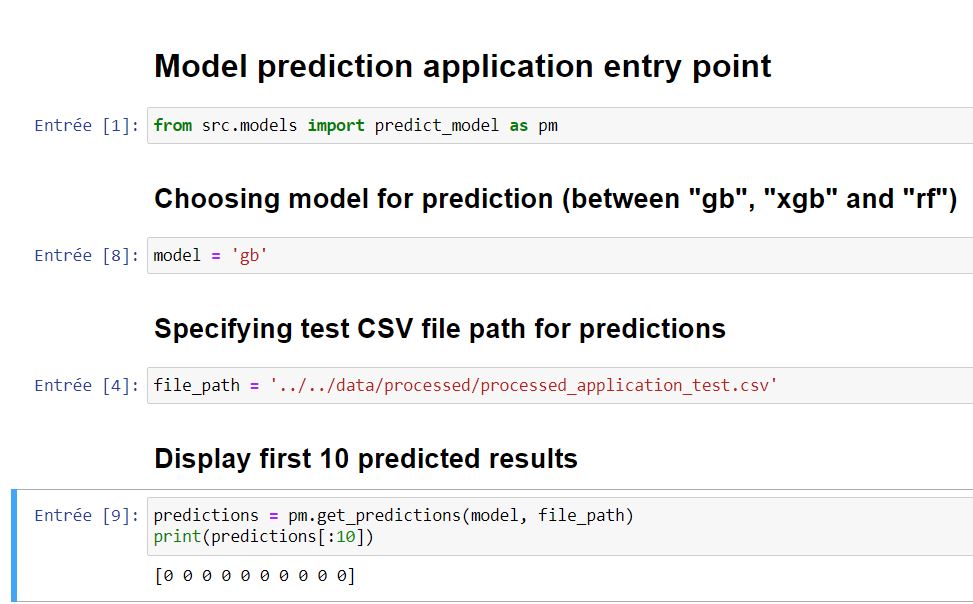 Model prediction application entry point
Entrée [1]: from src.models import predict_model as pm
Choosing model for prediction (between "gb", "xgb" and "rf")
Entrée [8]: model = 'gb'
Specifying test CSV file path for predictions
Entrée [4]: file_path = '../../data/processed/processed_application_test.csv'
Display first 10 predicted results
Entrée [9]: predictions = pm.get_predictions(model, file_path)
print(predictions[:10])
[0 0 0 0 0 0 0 0 0 0]